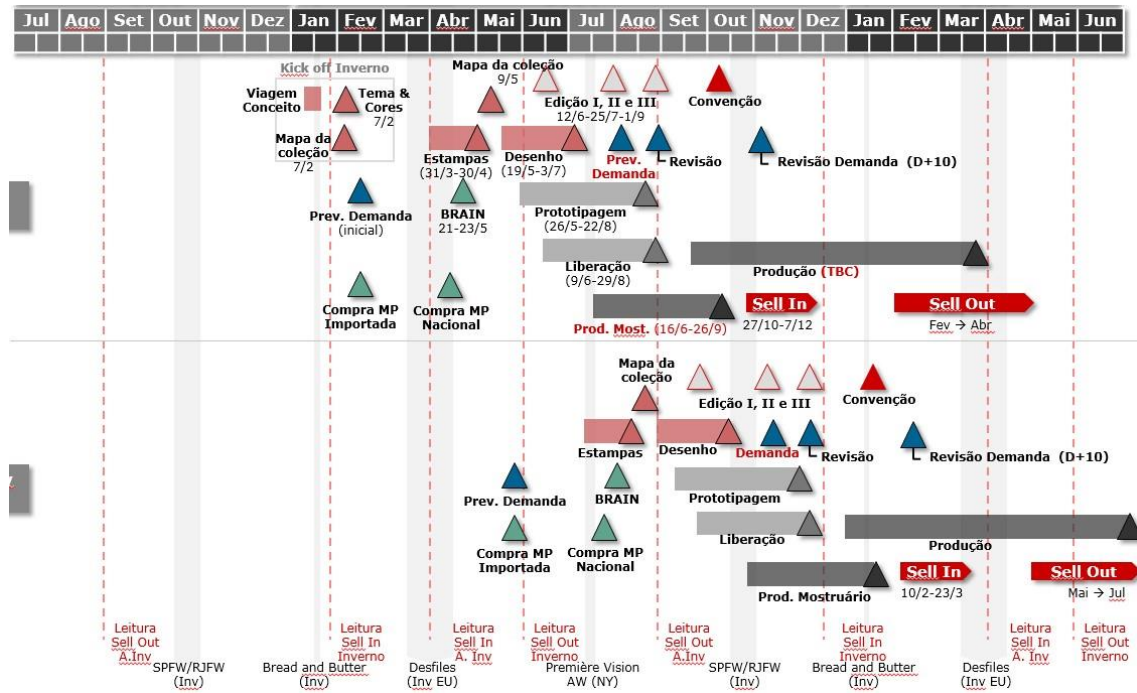 Jul Ago Set Out Nov Dez Jan Fev Mar Abr Mai Jun Jul Ago Set Out Nov Dez Jan Fev Mar Abr Mai Jun
Kick off Inverno
Viagem
Conceito
Tema &
Cores
7/2
Mapa da
coleção
7/2
Mapa da coleção
9/5
Edição I, II e III
12/6-25/7-1/9
Convenção
Estampas
(31/3-30/4)
Desenho
(19/5-3/7)
Prev.
Demanda
Revisão
Revisão Demanda (D+10)
Prev. Demanda
(inicial)
BRAIN
21-23/5
Prototipagem
(26/5-22/8)
Liberação
(9/6-29/8)
Produção (TBC)
Compra MP
Importada
Compra MP
Nacional
Prod. Most. (16/6-26/9)
Sell In
27/10-7/12
Sell Out
Fev → Abr
Mapa da
coleção
Edição I, II e III
Convenção
Estampas
Desenho
Demanda
Revisão
Revisão Demanda (D+10)
Prev. Demanda
BRAIN
Prototipagem
Compra MP
Importada
Compra MP
Nacional
Liberação
Produção
Prod. Mostruário
Sell In
10/2-23/3
Sell Out
Mai → Jul
Leitura
Sell Out
A.Inv
Leitura
Sell In
Inverno
Leitura
Sell In
A. Inv
Leitura
Sell Out
Inverno
Leitura
Sell Out
A.Inv
Leitura
Sell In
Inverno
Leitura
Sell In
A. Inv
Leitura
Sell Out
Inverno
SPFW/RJFW
(Inv)
Bread and Butter
(Inv)
Desfiles
(Inv EU)
Première Vision
AW (NY)
SPFW/RJFW
(Inv)
Bread and Butter
(Inv)
Desfiles
(Inv EU)